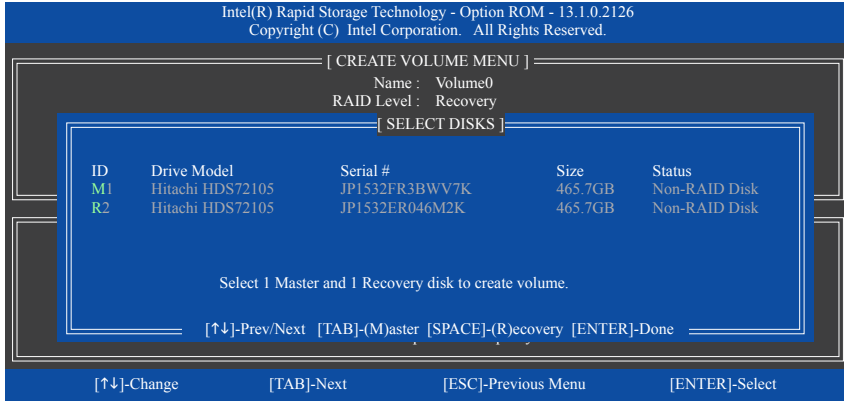 Intel(R) Rapid Storage Technology - Option ROM - 13.1.0.2126
Copyright (C) Intel Corporation. All Rights Reserved.
[ CREATE VOLUME MENU ]
Name : Volume0
RAID Level : Recovery
[ SELECT DISKS ]
ID Drive Model Serial # Size Status
M1 Hitachi HDS72105 JP1532FR3BWV7K 465.7GB Non-RAID Disk
R2 Hitachi HDS72105 JP1532ER046M2K 465.7GB Non-RAID Disk
Select 1 Master and 1 Recovery disk to create volume.
[↑↓]-Prev/Next [TAB]-(M)aster [SPACE]-(R)ecovery [ENTER]-Done
[↑↓]-Change [TAB]-Next [ESC]-Previous Menu [ENTER]-Select